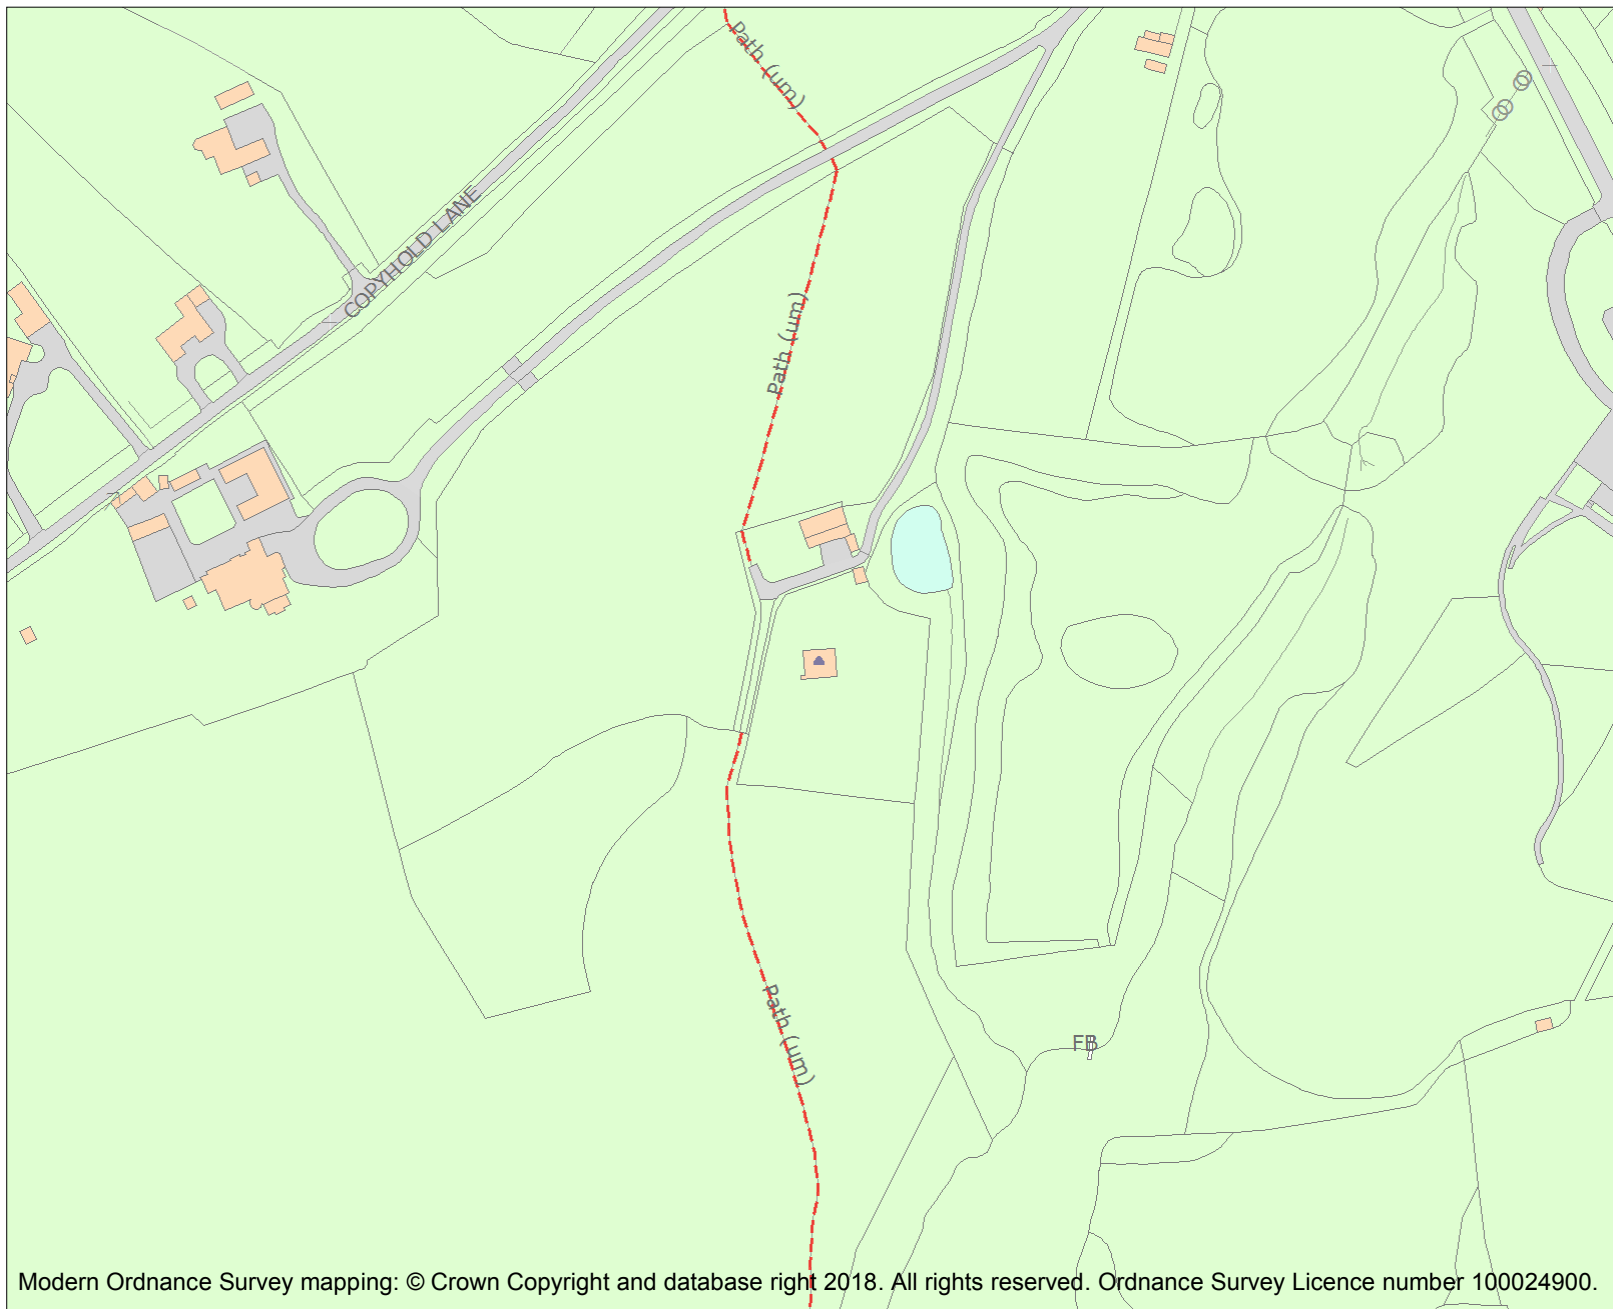 Path (um)
COPYHOLD LANE
Path (um)
Path (um)
FB
Modern Ordnance Survey mapping: © Crown Copyright and database right 2018. All rights reserved. Ordnance Survey Licence number 100024900.